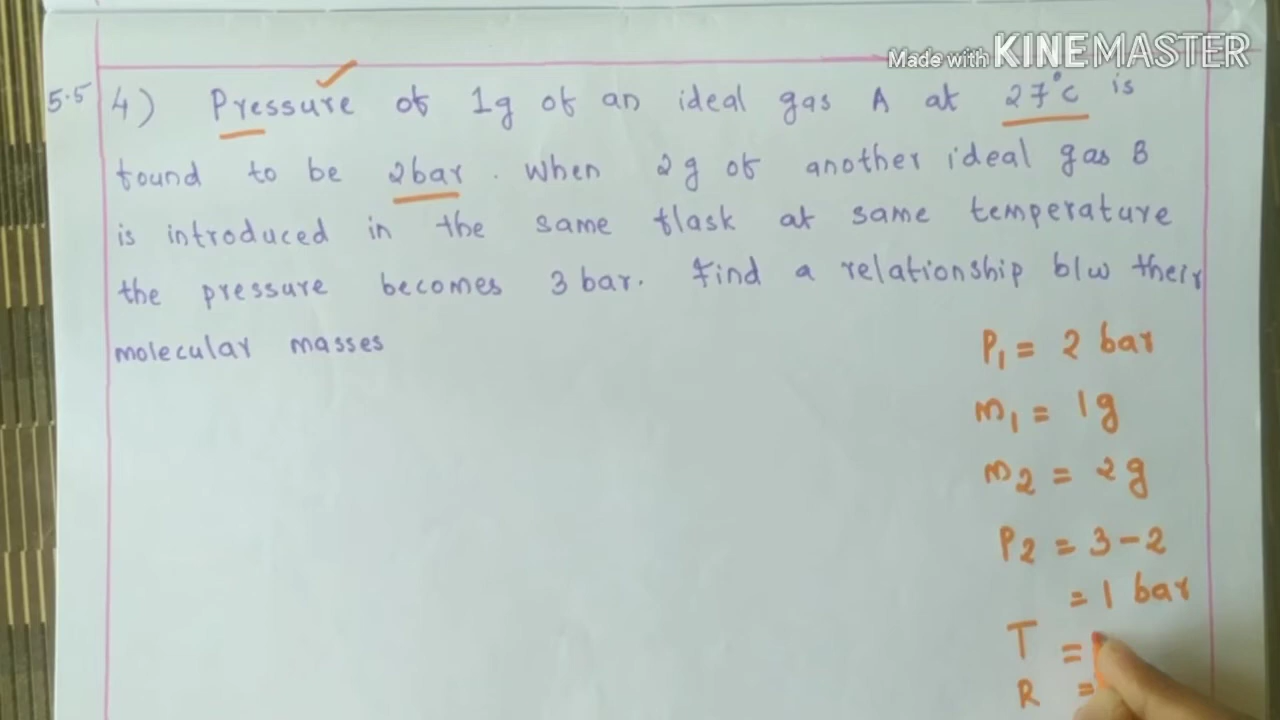 Made with KINEMASTER
5.5 4) Pressure of 1g of an ideal gas A at 27°C is
found to be 2bar. When 2g of another ideal gas B
is introduced in the same flask at same temperature
the pressure becomes 3 bar. Find a relationship b/w their
molecular masses
P1 = 2 bar
m1 = 1g
m2 = 2g
P2 = 3-2
= 1 bar
T =
R =